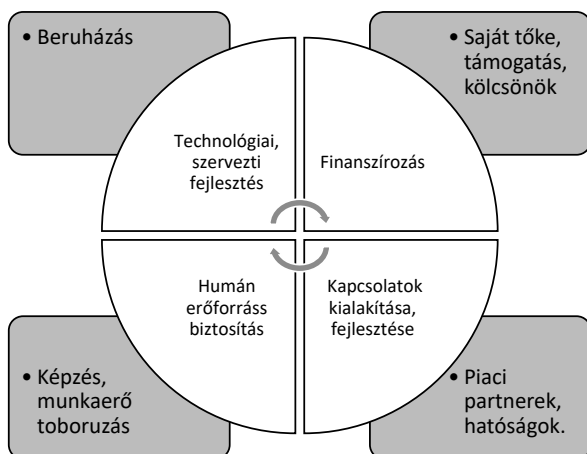 • Beruházás
• Saját tőke,
támogatás,
kölcsönök
Technológiai,
szervezti
fejlesztés
Finanszírozás
Humán
erőforráss
biztosítás
Kapcsolatok
kialakítása,
fejlesztése
• Képzés,
munkaerő
toboruzás
• Piaci
partnerek,
hatóságok.